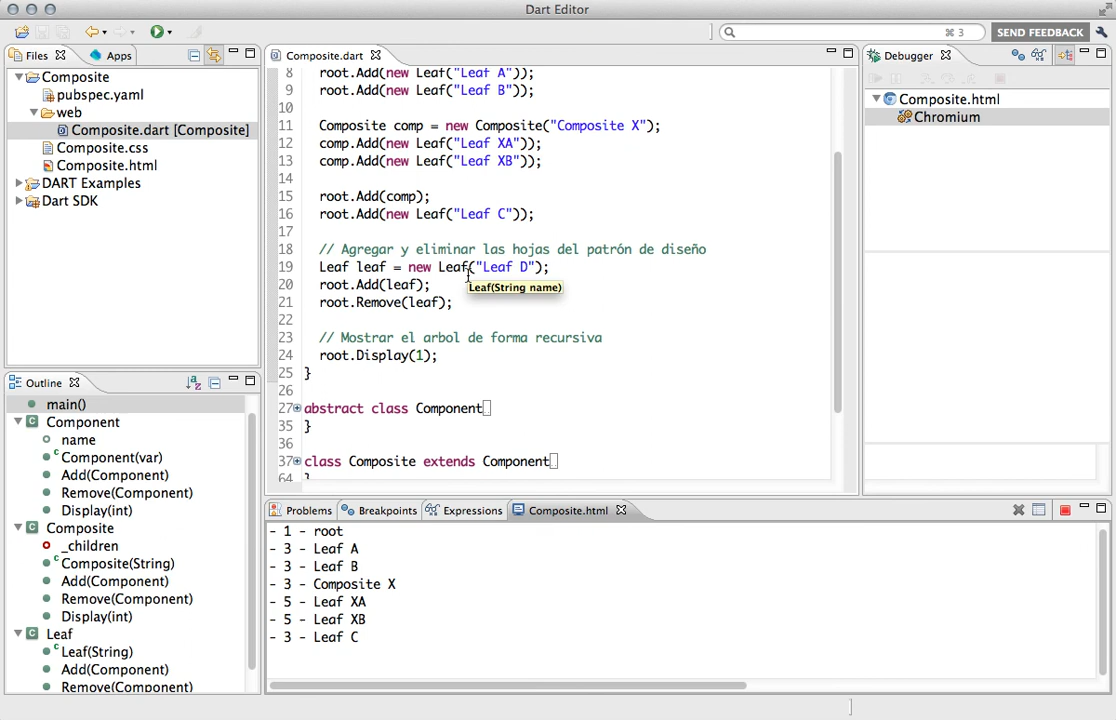 Dart Editor
⌘ 3
SEND FEEDBACK
Files
Apps
Composite
pubspec.yaml
web
Composite.dart [Composite]
Composite.css
Composite.html
DART Examples
Dart SDK
Outline
main()
Component
name
Component(var)
Add(Component)
Remove(Component)
Display(int)
Composite
_children
Composite(String)
Add(Component)
Remove(Component)
Display(int)
Leaf
Leaf(String)
Add(Component)
Remove(Component)
Composite.dart
8 root.Add(new Leaf("Leaf A"));
9 root.Add(new Leaf("Leaf B"));
10
11 Composite comp = new Composite("Composite X");
12 comp.Add(new Leaf("Leaf XA"));
13 comp.Add(new Leaf("Leaf XB"));
14
15 root.Add(comp);
16 root.Add(new Leaf("Leaf C"));
17
18 // Agregar y eliminar las hojas del patrón de diseño
19 Leaf leaf = new Leaf("Leaf D");
20 root.Add(leaf);
Leaf(String name)
21 root.Remove(leaf);
22
23 // Mostrar el arbol de forma recursiva
24 root.Display(1);
25 }
26
27 abstract class Component
35 }
36
37 class Composite extends Component
64 }
Debugger
Composite.html
Chromium
Problems
Breakpoints
Expressions
Composite.html
- 1 - root
- 3 - Leaf A
- 3 - Leaf B
- 3 - Composite X
- 5 - Leaf XA
- 5 - Leaf XB
- 3 - Leaf C